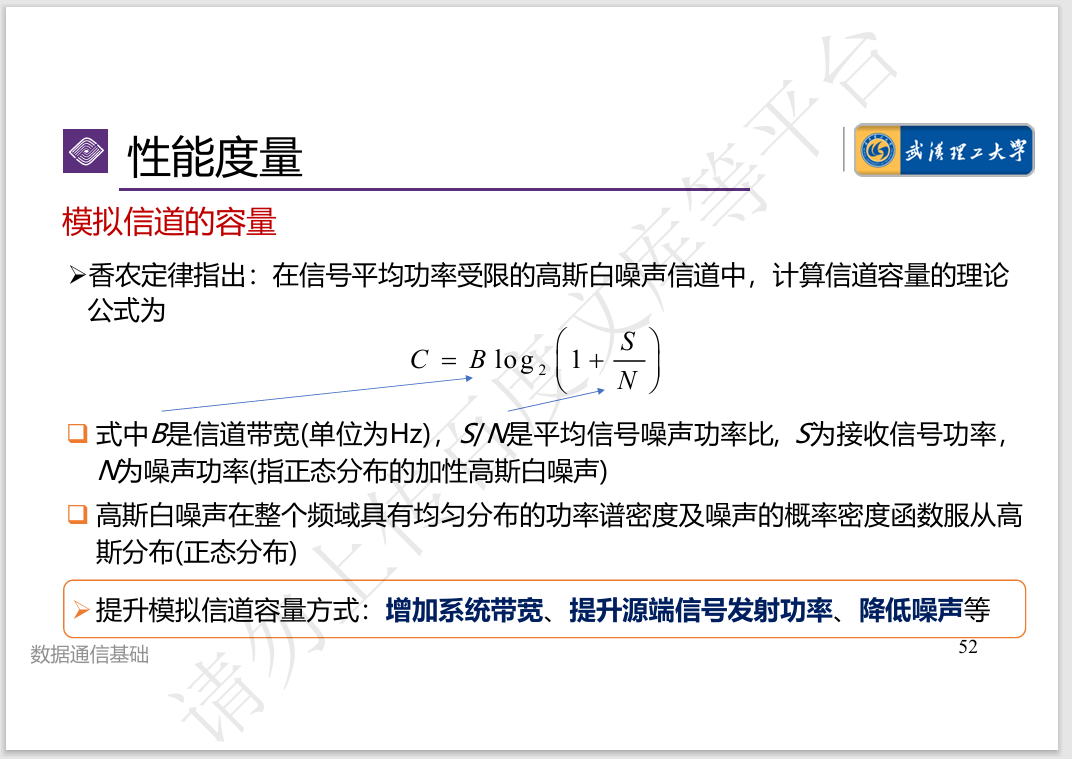 性能度量
武汉理工大学
模拟信道的容量
➢香农定律指出：在信号平均功率受限的高斯白噪声信道中，计算信道容量的理论
公式为
C = B log₂ (1 + S/N)
❑ 式中B是信道带宽(单位为Hz)，S/N是平均信号噪声功率比, S为接收信号功率，
N为噪声功率(指正态分布的加性高斯白噪声)
❑ 高斯白噪声在整个频域具有均匀分布的功率谱密度及噪声的概率密度函数服从高
斯分布(正态分布)
➢提升模拟信道容量方式：增加系统带宽、提升源端信号发射功率、降低噪声等
数据通信基础
52
请勿上传百度文库等平台